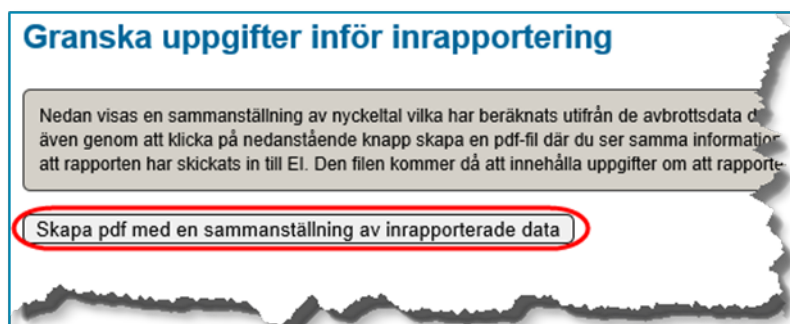 Granska uppgifter inför inrapportering
Nedan visas en sammanställning av nyckeltal vilka har beräknats utifrån de avbrottsdata
även genom att klicka på nedanstående knapp skapa en pdf-fil där du ser samma information
att rapporten har skickats in till EI. Den filen kommer då att innehålla uppgifter om att
Skapa pdf med en sammanställning av inrapporterade data